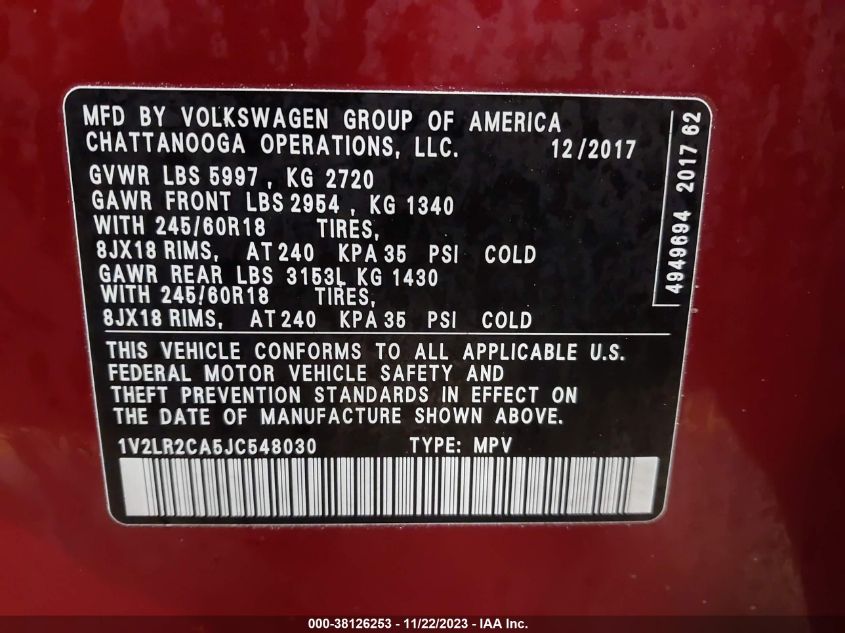 MFD BY VOLKSWAGEN GROUP OF AMERICA
CHATTANOOGA OPERATIONS, LLC. 12/2017
GVWR LBS 5997 , KG 2720
GAWR FRONT LBS 2954 , KG 1340
WITH 245/60R18 TIRES,
8JX18 RIMS, AT 240 KPA 35 PSI COLD
GAWR REAR LBS 3153L KG 1430
WITH 245/60R18 TIRES,
8JX18 RIMS, AT 240 KPA 35 PSI COLD
4949694 2017 62
THIS VEHICLE CONFORMS TO ALL APPLICABLE U.S.
FEDERAL MOTOR VEHICLE SAFETY AND
THEFT PREVENTION STANDARDS IN EFFECT ON
THE DATE OF MANUFACTURE SHOWN ABOVE.
1V2LR2CA5JC548030 TYPE: MPV
000-38126253 - 11/22/2023 - IAA Inc.